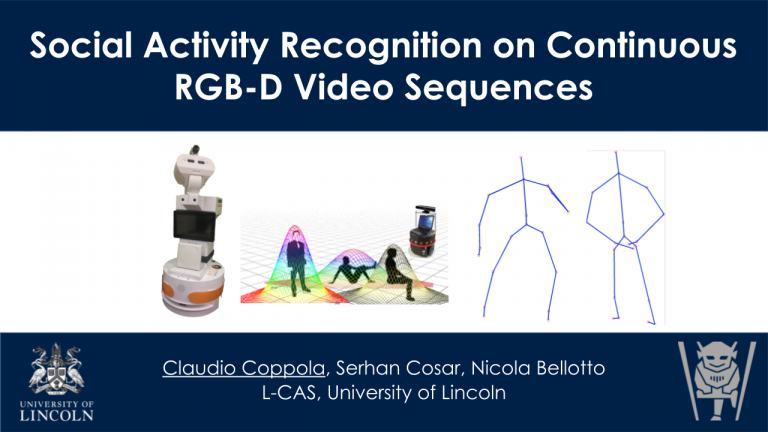 Social Activity Recognition on Continuous
RGB-D Video Sequences
Claudio Coppola, Serhan Cosar, Nicola Bellotto
L-CAS, University of Lincoln
UNIVERSITY OF
LINCOLN